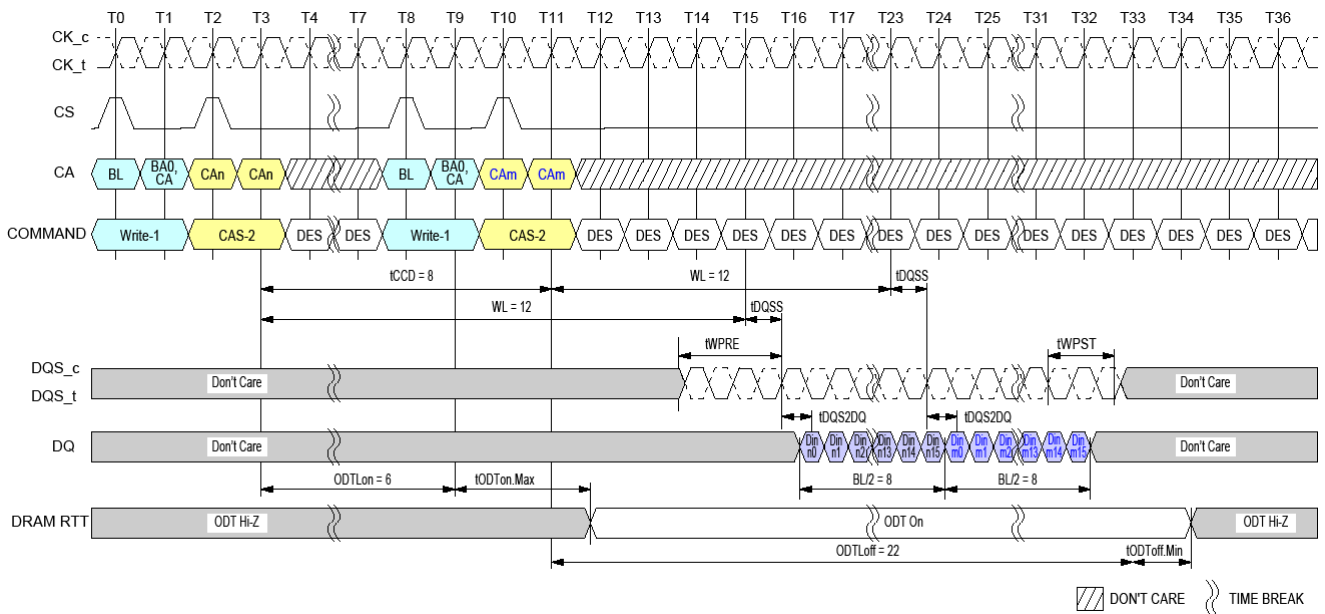 T0 T1 T2 T3 T4 T7 T8 T9 T10 T11 T12 T13 T14 T15 T16 T17 T23 T24 T25 T31 T32 T33 T34 T35 T36
CK_c
CK_t
CS
CA BL BA0, CA CAn CAn BL BA0, CA CAm CAm
COMMAND Write-1 CAS-2 DES DES Write-1 CAS-2 DES DES DES DES DES DES DES DES DES DES DES DES DES DES DES
tCCD = 8 WL = 12 tDQSS
WL = 12 tDQSS
tWPRE tWPST
DQS_c
DQS_t
Don't Care Don't Care
tDQS2DQ tDQS2DQ
DQ Don't Care Din n0 Din n1 Din n2 Din n13 Din n14 Din n15 Din m0 Din m1 Din m2 Din m13 Din m14 Din m15 Don't Care
ODTLon = 6 tODTon.Max BL/2 = 8 BL/2 = 8
DRAM RTT ODT Hi-Z ODT On ODT Hi-Z
ODTLoff = 22 tODToff.Min
DON'T CARE TIME BREAK